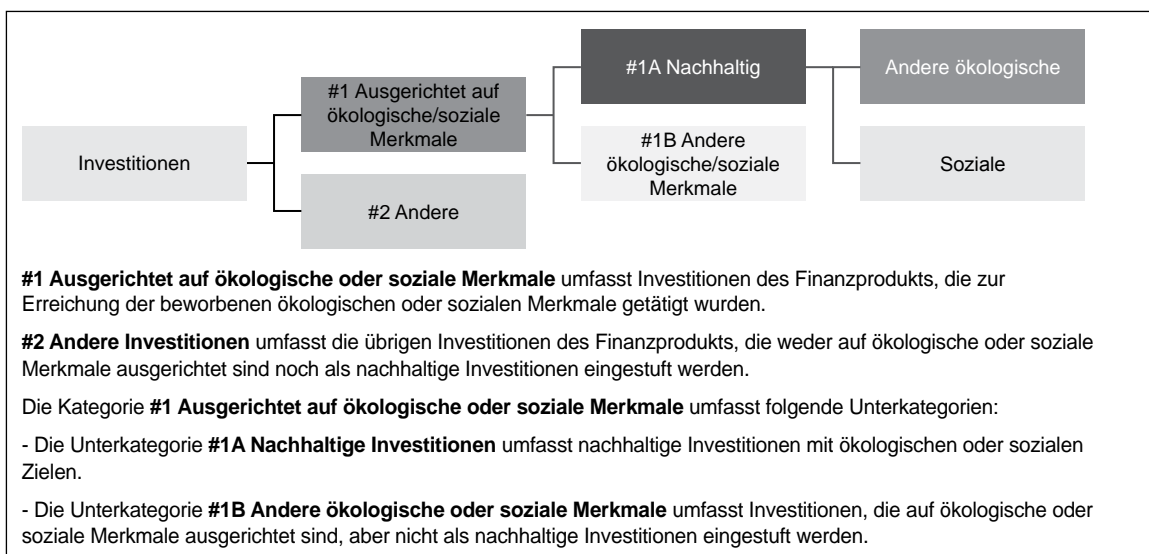 #1A Nachhaltig
Andere ökologische
#1 Ausgerichtet auf
ökologische/soziale
Merkmale
#1B Andere
ökologische/soziale
Merkmale
Investitionen
Soziale
#2 Andere
#1 Ausgerichtet auf ökologische oder soziale Merkmale umfasst Investitionen des Finanzprodukts, die zur
Erreichung der beworbenen ökologischen oder sozialen Merkmale getätigt wurden.
#2 Andere Investitionen umfasst die übrigen Investitionen des Finanzprodukts, die weder auf ökologische oder soziale
Merkmale ausgerichtet sind noch als nachhaltige Investitionen eingestuft werden.
Die Kategorie #1 Ausgerichtet auf ökologische oder soziale Merkmale umfasst folgende Unterkategorien:
- Die Unterkategorie #1A Nachhaltige Investitionen umfasst nachhaltige Investitionen mit ökologischen oder sozialen
Zielen.
- Die Unterkategorie #1B Andere ökologische oder soziale Merkmale umfasst Investitionen, die auf ökologische oder
soziale Merkmale ausgerichtet sind, aber nicht als nachhaltige Investitionen eingestuft werden.